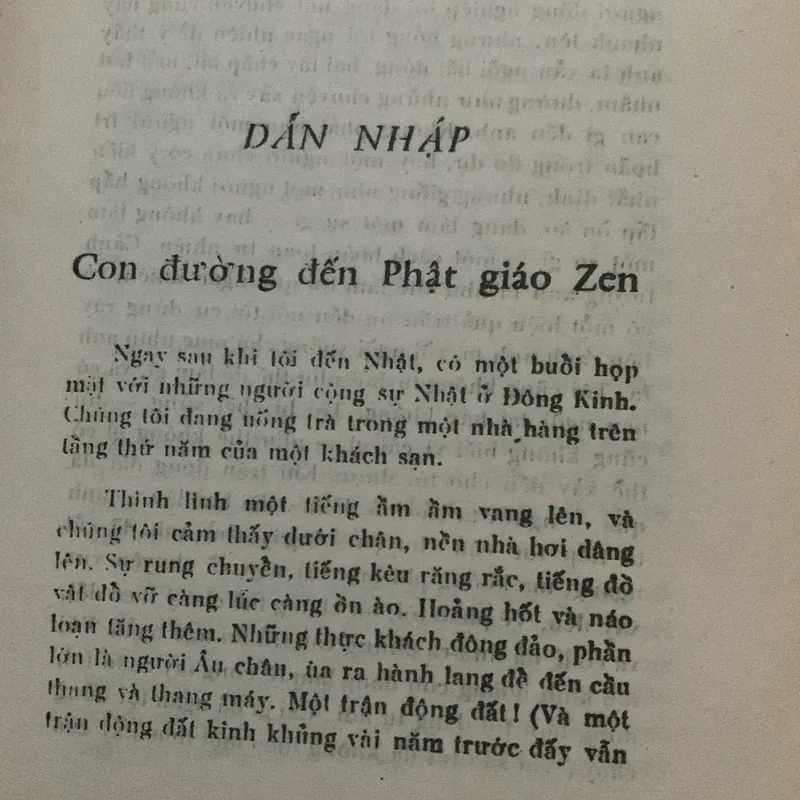 DẤN NHẬP
Con đường đến Phật giáo Zen
Ngay sau khi tôi đến Nhật, có một buổi họp
mặt với những người cộng sự Nhật ở Đông Kinh.
Chúng tôi đang uống trà trong một nhà hàng trên
tầng thứ năm của một khách sạn.
Thình lình một tiếng ầm ầm vang lên, và
chúng tôi cảm thấy dưới chân, nền nhà hơi dâng
lên. Sự rung chuyển, tiếng kêu răng rắc, tiếng đồ
vật đổ vỡ càng lúc càng ồn ào. Hoảng hốt và náo
loạn tăng thêm. Những thực khách đông đảo, phần
lớn là người Âu châu, ùa ra hành lang để đến cầu
thang và thang máy. Một trận động đất! (Và một
trận động đất kinh khủng vài năm trước đấy vẫn